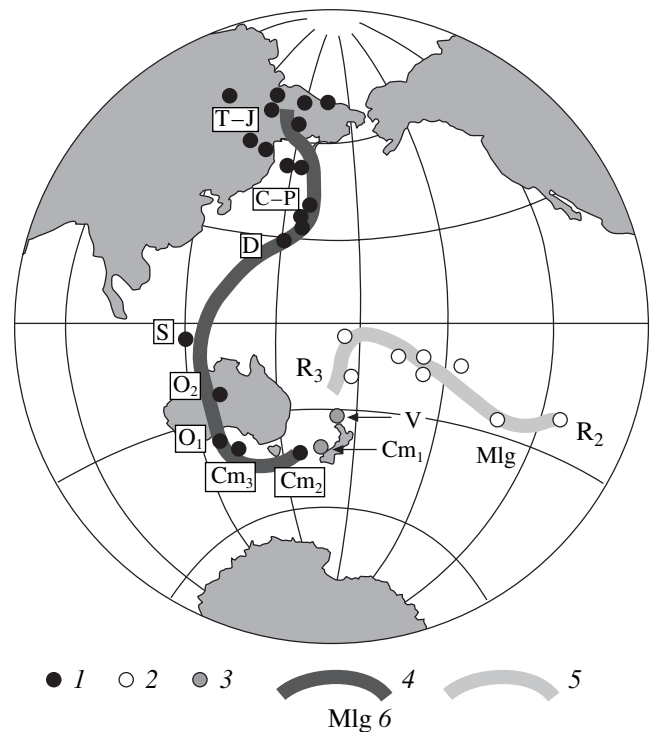 T–J
C–P
D
S
R₃
O₂
V
R₂
O₁
Cm₁
Mlg
Cm₃
Cm₂
1 2 3 4 5
Mlg 6